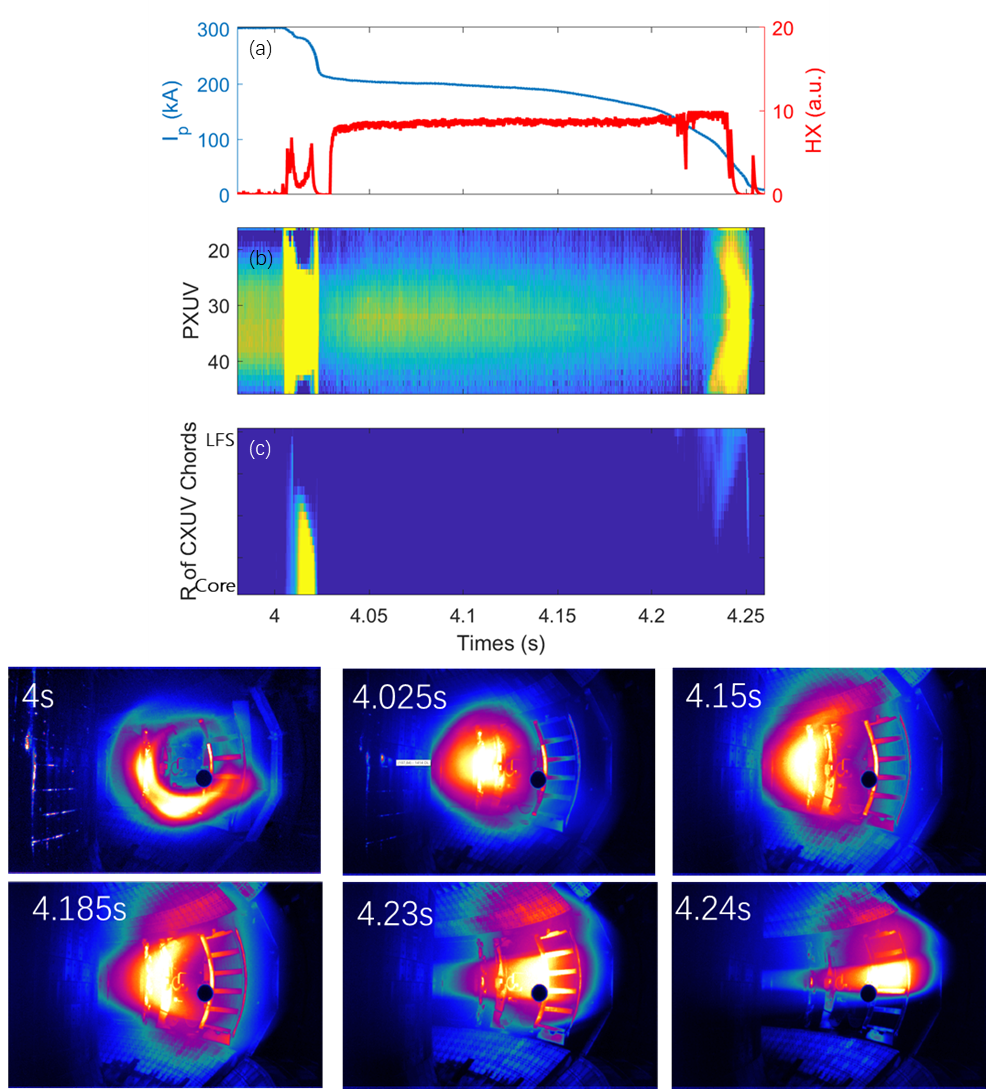 300
200
100
0
I_p (kA)
(a)
20
10
0
HX (a.u.)
20
30
40
PXUV
(b)
LFS
Core
R of CXUV Chords
(c)
4
4.05
4.1
4.15
4.2
4.25
Times (s)
4s
4.025s
4.15s
4.185s
4.23s
4.24s